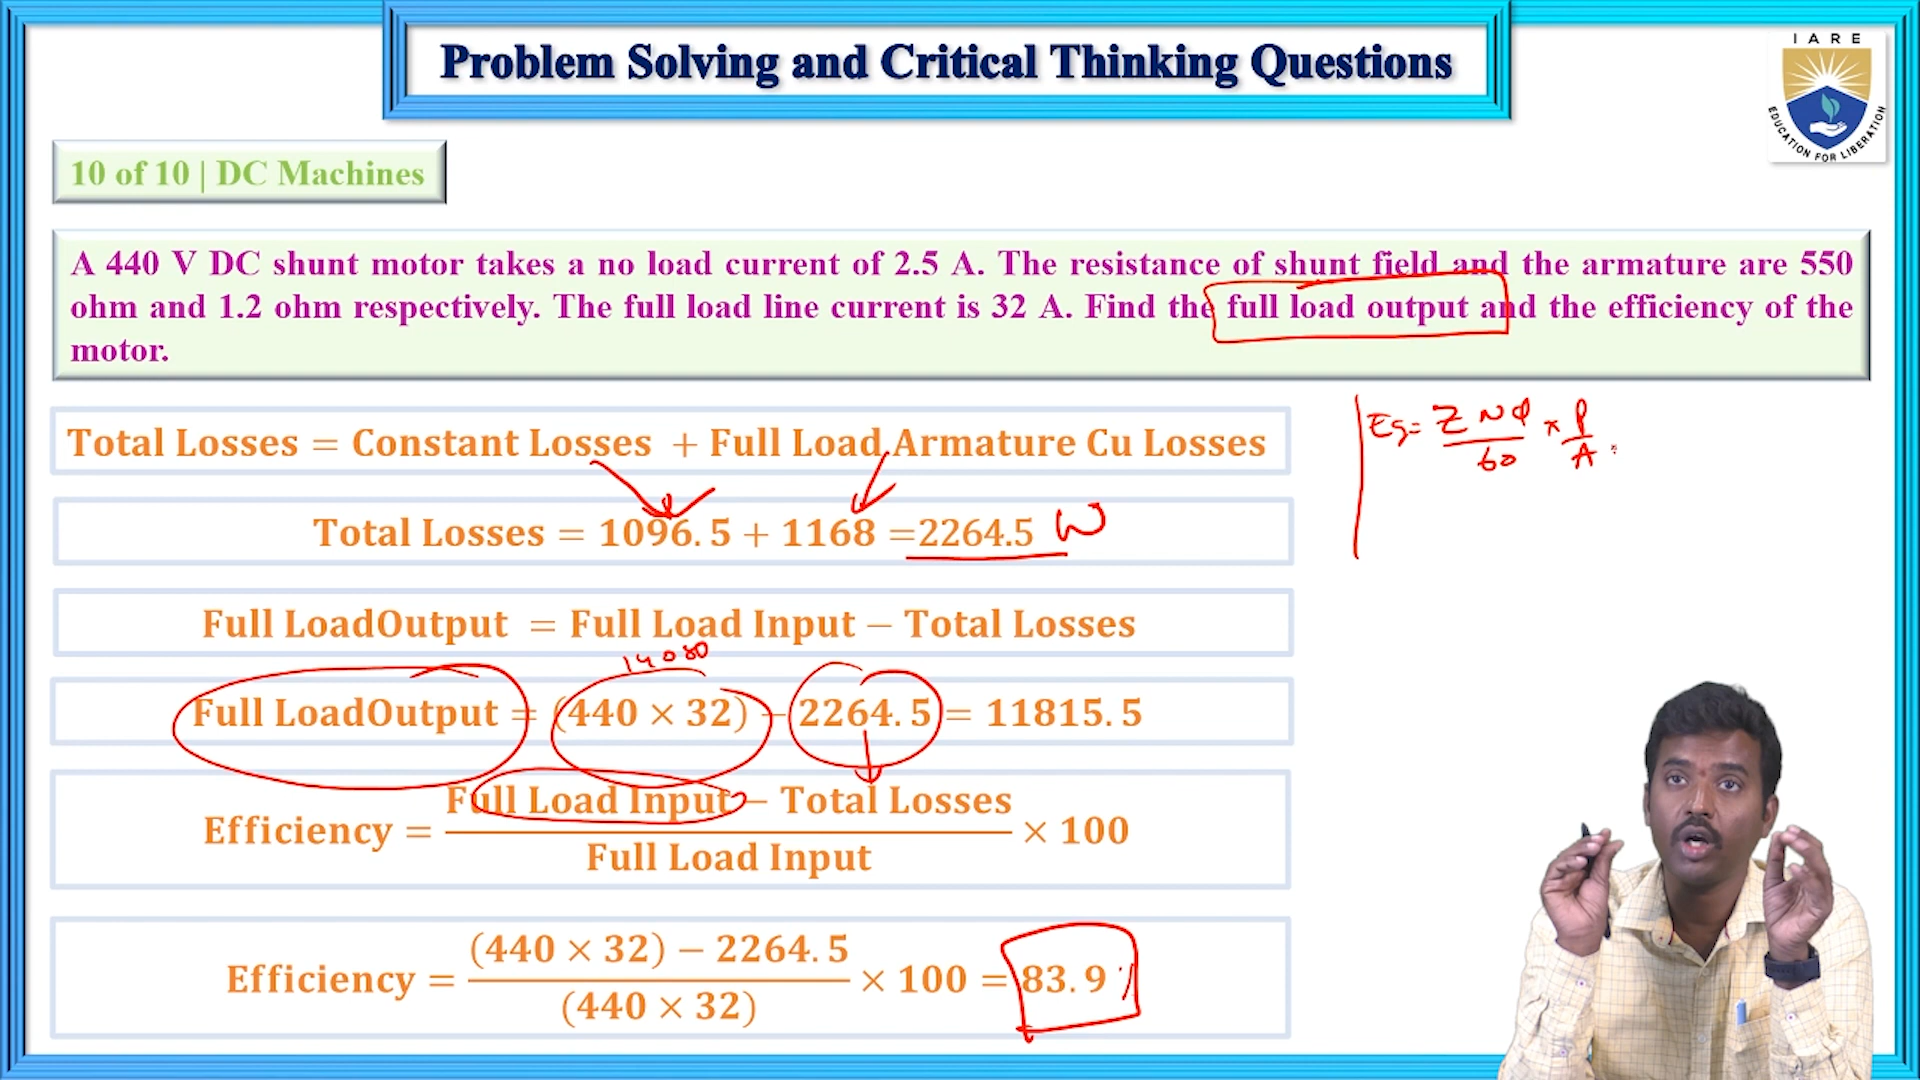 Problem Solving and Critical Thinking Questions
IARE
EDUCATION FOR LIBERATION
10 of 10 | DC Machines
A 440 V DC shunt motor takes a no load current of 2.5 A. The resistance of shunt field and the armature are 550
ohm and 1.2 ohm respectively. The full load line current is 32 A. Find the full load output and the efficiency of the
motor.
Total Losses = Constant Losses + Full Load Armature Cu Losses
Eg = ZNΦ/60 × P/A
Total Losses = 1096.5 + 1168 =2264.5 W
Full LoadOutput = Full Load Input − Total Losses
14080
Full LoadOutput = (440 × 32) − 2264.5 = 11815.5
Full Load Input − Total Losses
Efficiency = × 100
Full Load Input
(440 × 32) − 2264.5
Efficiency = × 100 = 83.9 %
(440 × 32)